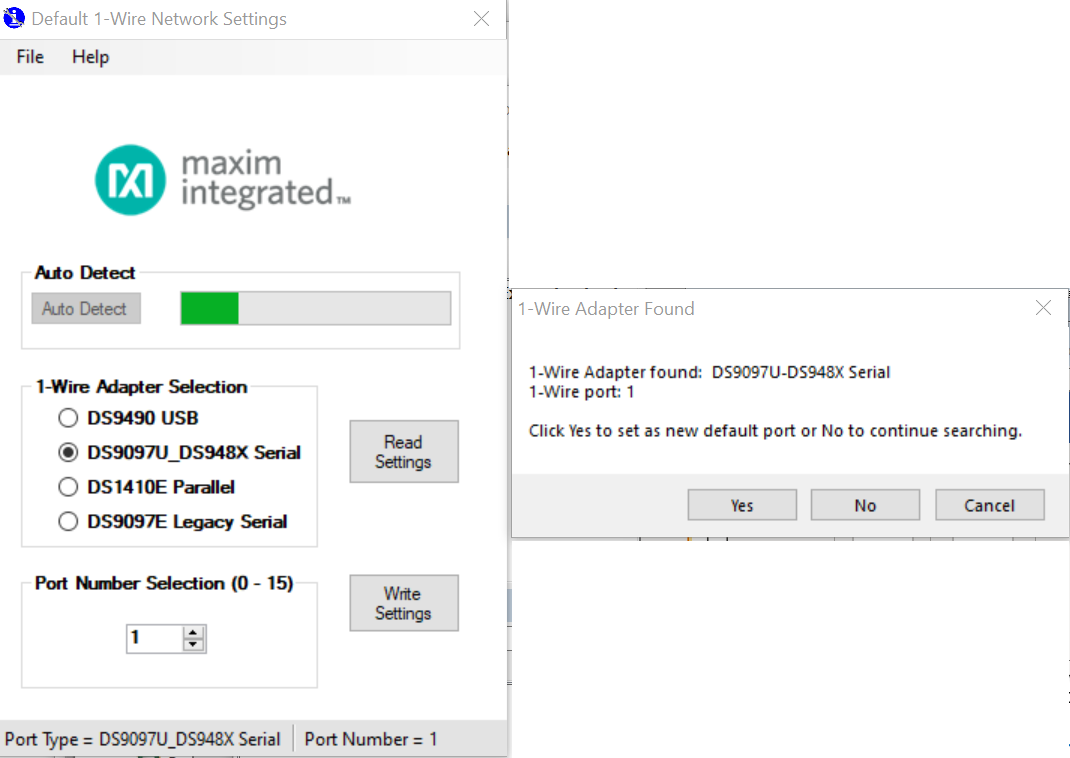 Default 1-Wire Network Settings
File Help
maxim
integrated™
Auto Detect
Auto Detect
1-Wire Adapter Selection
DS9490 USB
DS9097U_DS948X Serial
DS1410E Parallel
DS9097E Legacy Serial
Read
Settings
Port Number Selection (0 - 15)
1
Write
Settings
Port Type = DS9097U_DS948X Serial Port Number = 1
1-Wire Adapter Found
1-Wire Adapter found: DS9097U-DS948X Serial
1-Wire port: 1
Click Yes to set as new default port or No to continue searching.
Yes No Cancel